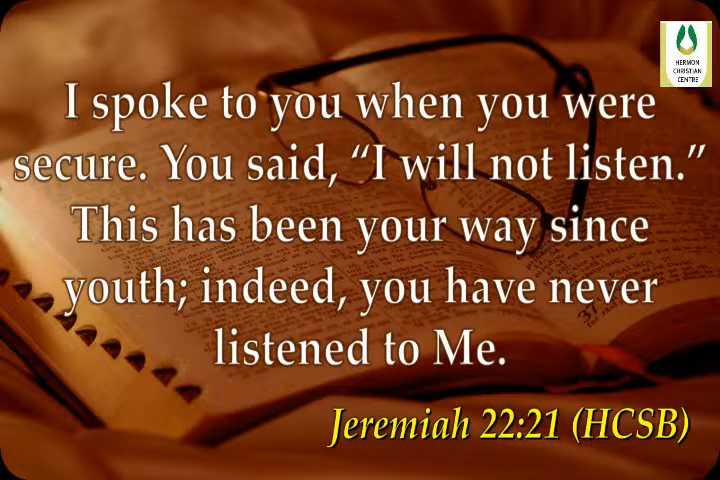 HERMON
CHRISTIAN
CENTRE
I spoke to you when you were
secure. You said, “I will not listen.”
This has been your way since
youth; indeed, you have never
listened to Me.
Jeremiah 22:21 (HCSB)